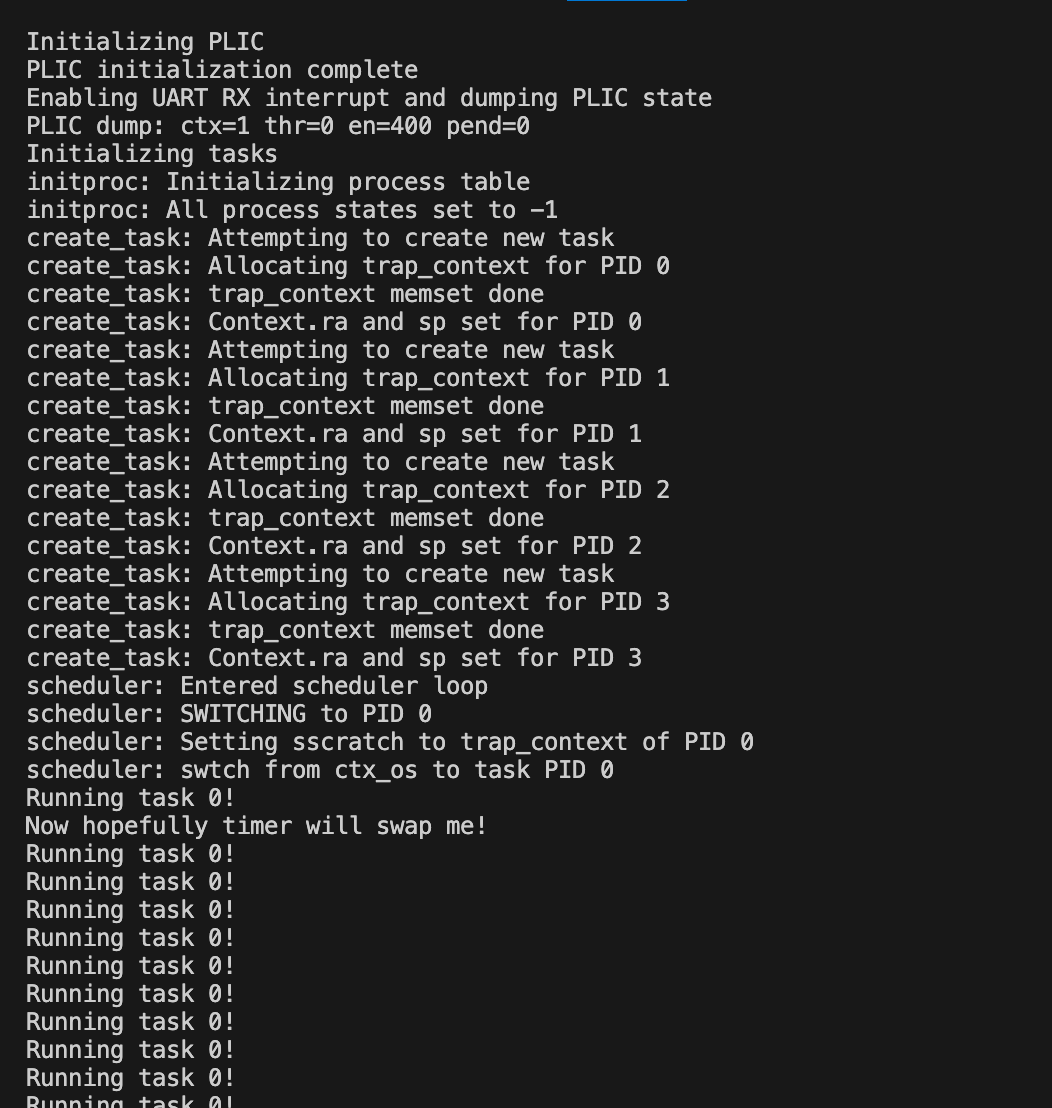 Initializing PLIC
PLIC initialization complete
Enabling UART RX interrupt and dumping PLIC state
PLIC dump: ctx=1 thr=0 en=400 pend=0
Initializing tasks
initproc: Initializing process table
initproc: All process states set to -1
create_task: Attempting to create new task
create_task: Allocating trap_context for PID 0
create_task: trap_context memset done
create_task: Context.ra and sp set for PID 0
create_task: Attempting to create new task
create_task: Allocating trap_context for PID 1
create_task: trap_context memset done
create_task: Context.ra and sp set for PID 1
create_task: Attempting to create new task
create_task: Allocating trap_context for PID 2
create_task: trap_context memset done
create_task: Context.ra and sp set for PID 2
create_task: Attempting to create new task
create_task: Allocating trap_context for PID 3
create_task: trap_context memset done
create_task: Context.ra and sp set for PID 3
scheduler: Entered scheduler loop
scheduler: SWITCHING to PID 0
scheduler: Setting sscratch to trap_context of PID 0
scheduler: swtch from ctx_os to task PID 0
Running task 0!
Now hopefully timer will swap me!
Running task 0!
Running task 0!
Running task 0!
Running task 0!
Running task 0!
Running task 0!
Running task 0!
Running task 0!
Running task 0!
Running task 0!